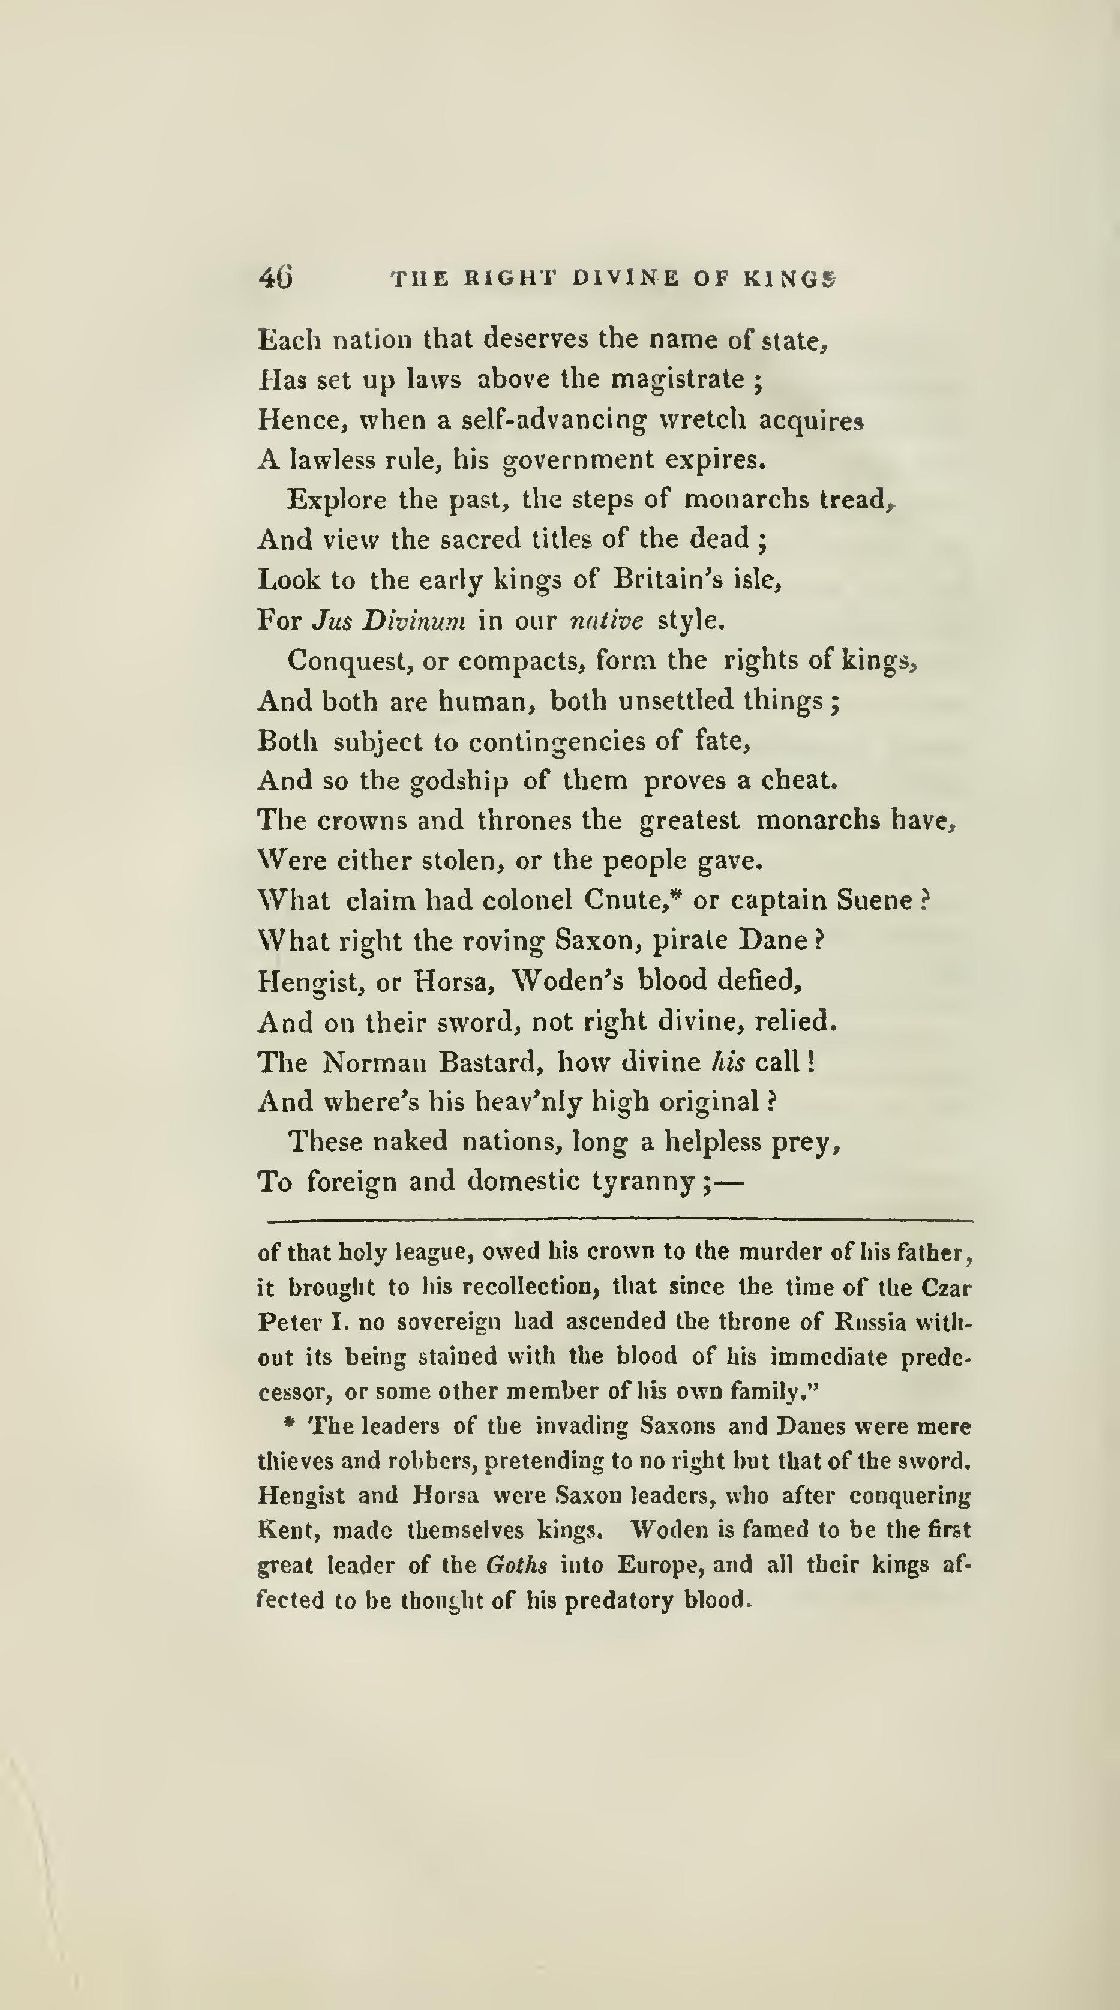 46 THE RIGHT DIVINE OF KINGS
Each nation that deserves the name of state,
Has set up laws above the magistrate ;
Hence, when a self-advancing wretch acquires
A lawless rule, his government expires.
Explore the past, the steps of monarchs tread,
And view the sacred titles of the dead ;
Look to the early kings of Britain's isle,
For Jus Divinum in our native style.
Conquest, or compacts, form the rights of kings,
And both are human, both unsettled things ;
Both subject to contingencies of fate,
And so the godship of them proves a cheat.
The crowns and thrones the greatest monarchs have,
Were either stolen, or the people gave.
What claim had colonel Cnute,* or captain Suene ?
What right the roving Saxon, pirate Dane ?
Hengist, or Horsa, Woden's blood defied,
And on their sword, not right divine, relied.
The Norman Bastard, how divine his call !
And where's his heav'nly high original ?
These naked nations, long a helpless prey,
To foreign and domestic tyranny ;—
of that holy league, owed his crown to the murder of his father,
it brought to his recollection, that since the time of the Czar
Peter I. no sovereign had ascended the throne of Russia with-
out its being stained with the blood of his immediate prede-
cessor, or some other member of his own family."
* The leaders of the invading Saxons and Danes were mere
thieves and robbers, pretending to no right but that of the sword.
Hengist and Horsa were Saxon leaders, who after conquering
Kent, made themselves kings. Woden is famed to be the first
great leader of the Goths into Europe, and all their kings af-
fected to be thought of his predatory blood.